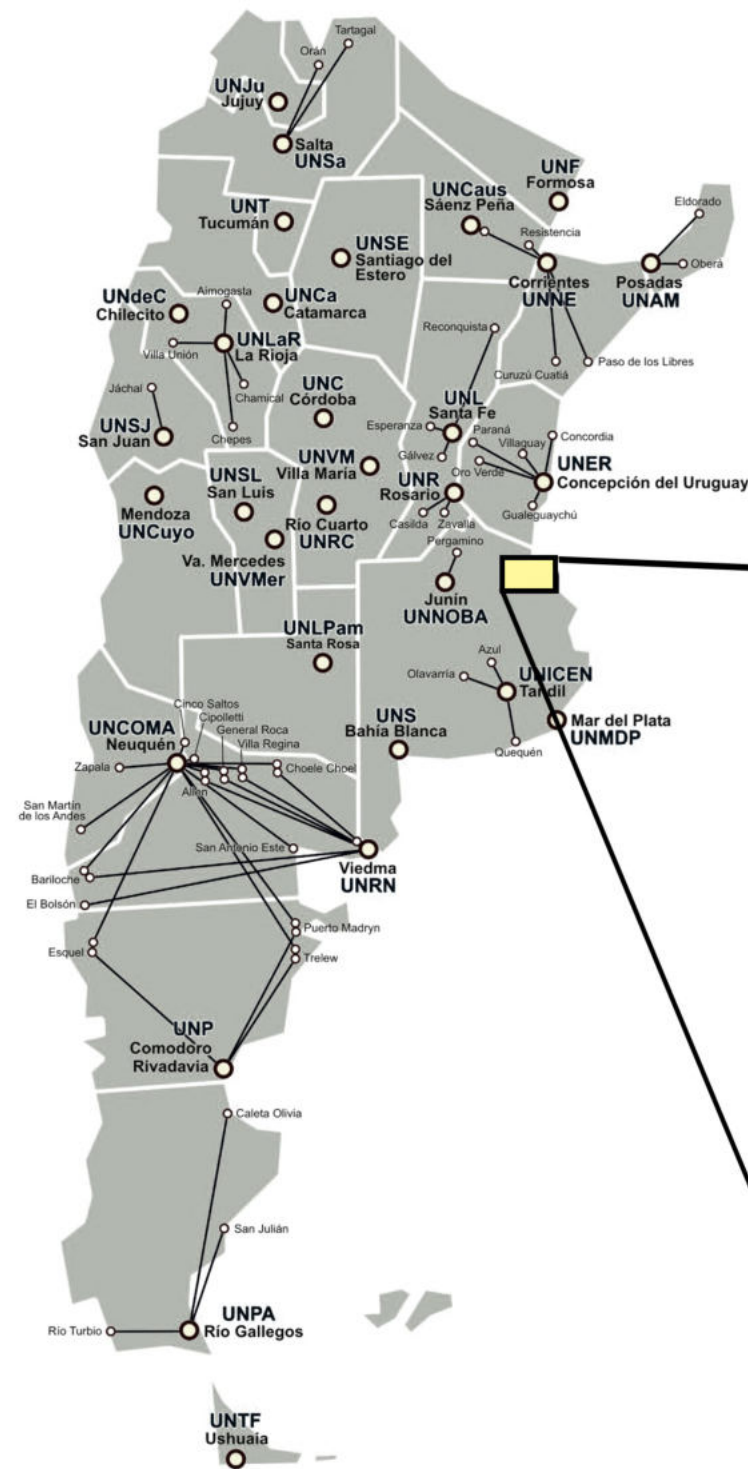 Tartagal
Orán
UNJu
Jujuy
Salta
UNSa
UNF
Formosa
UNCaus
Sáenz Peña
Eldorado
UNT
Tucumán
Resistencia
UNSE
Santiago del
Estero
Oberá
Corrientes
UNNE
Posadas
UNAM
Aimogasta
UNdeC
Chilecito
UNCa
Catamarca
Reconquista
UNLaR
La Rioja
Villa Unión
Paso de los Libres
Curuzú Cuatiá
Jáchal
Chamical
UNC
Córdoba
UNL
Santa Fe
UNSJ
San Juan
Chepes
Esperanza
Paraná
Concordia
Villaguay
UNVM
Villa María
Gálvez
Oro Verde
UNER
Concepción del Uruguay
UNSL
San Luis
UNR
Rosario
Mendoza
UNCuyo
Río Cuarto
UNRC
Gualeguaychú
Casilda
Zavalla
Va. Mercedes
UNVMer
Pergamino
Junín
UNNOBA
UNLPam
Santa Rosa
Azul
Olavarría
UNICEN
Tandil
Cinco Saltos
Cipolletti
General Roca
Villa Regina
UNCOMA
Neuquén
UNS
Bahía Blanca
Mar del Plata
UNMDP
Quequén
Zapala
Choele Choel
Allen
San Martín
de los Andes
San Antonio Este
Viedma
UNRN
Bariloche
El Bolsón
Puerto Madryn
Esquel
Trelew
UNP
Comodoro
Rivadavia
Caleta Olivia
San Julián
UNPA
Río Gallegos
Río Turbio
UNTF
Ushuaia